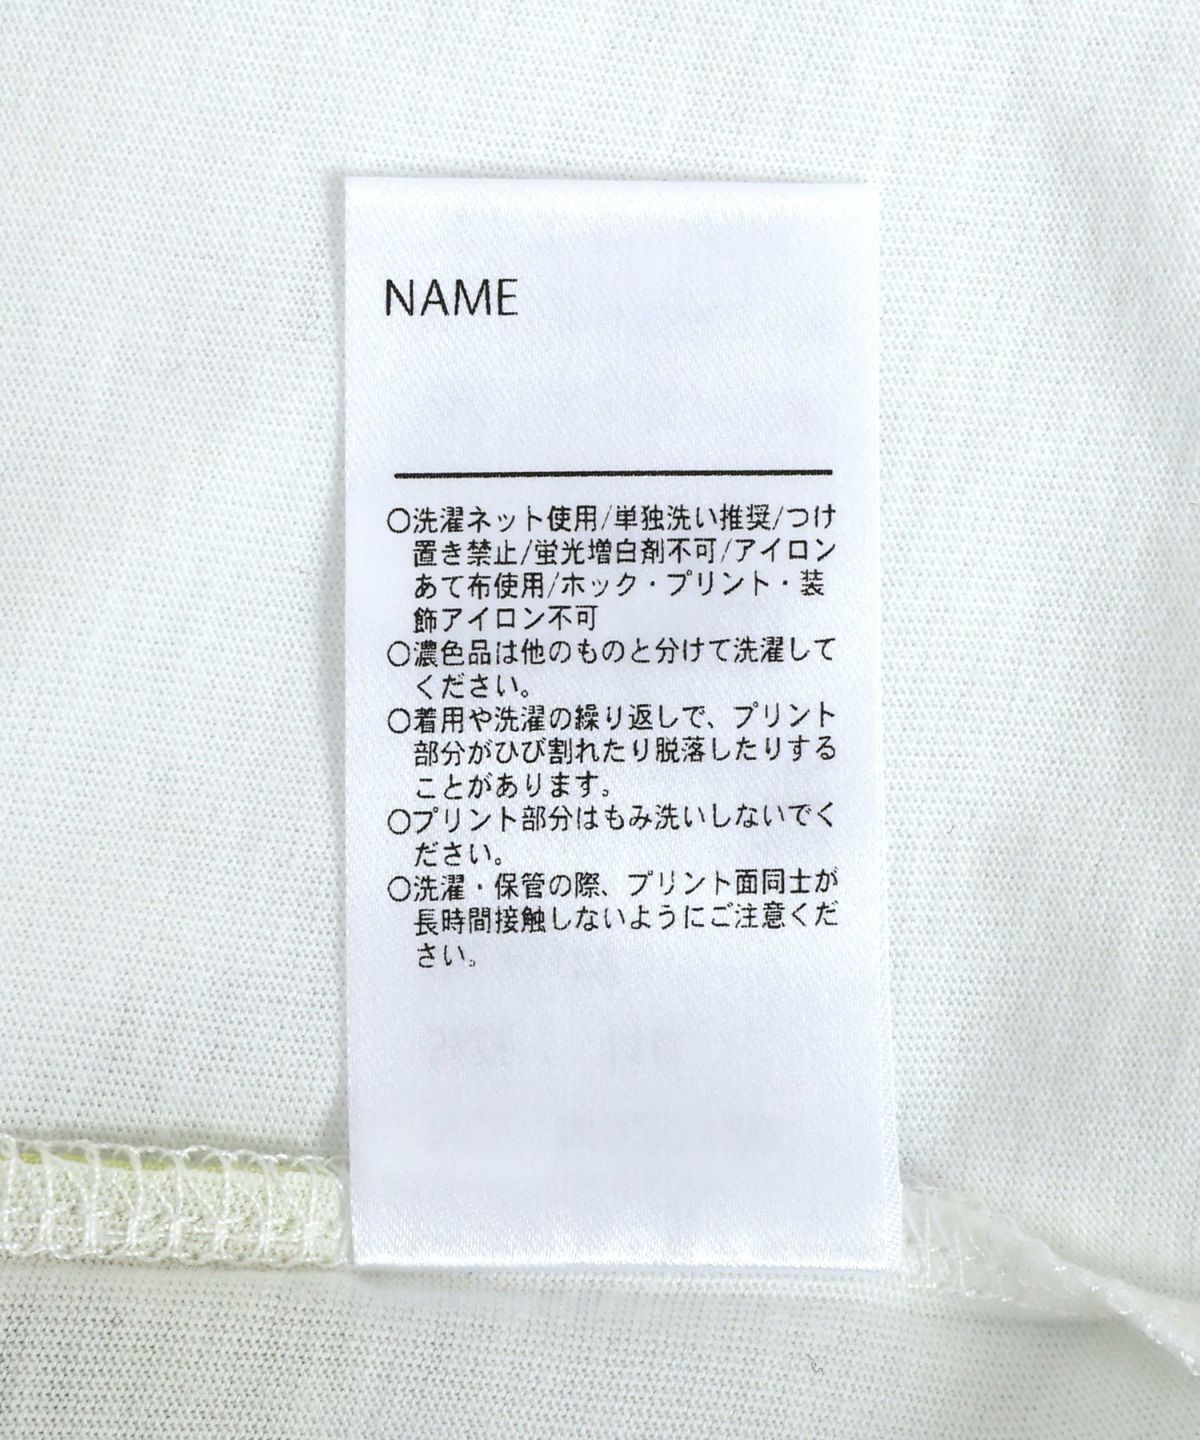 NAME
○洗濯ネット使用/単独洗い推奨/つけ
置き禁止/蛍光増白剤不可/アイロン
あて布使用/ホック・プリント・装
飾アイロン不可
○濃色品は他のものと分けて洗濯して
ください。
○着用や洗濯の繰り返しで、プリント
部分がひび割れたり脱落したりする
ことがあります。
○プリント部分はもみ洗いしないでく
ださい。
○洗濯・保管の際、プリント面同士が
長時間接触しないようにご注意くだ
さい。